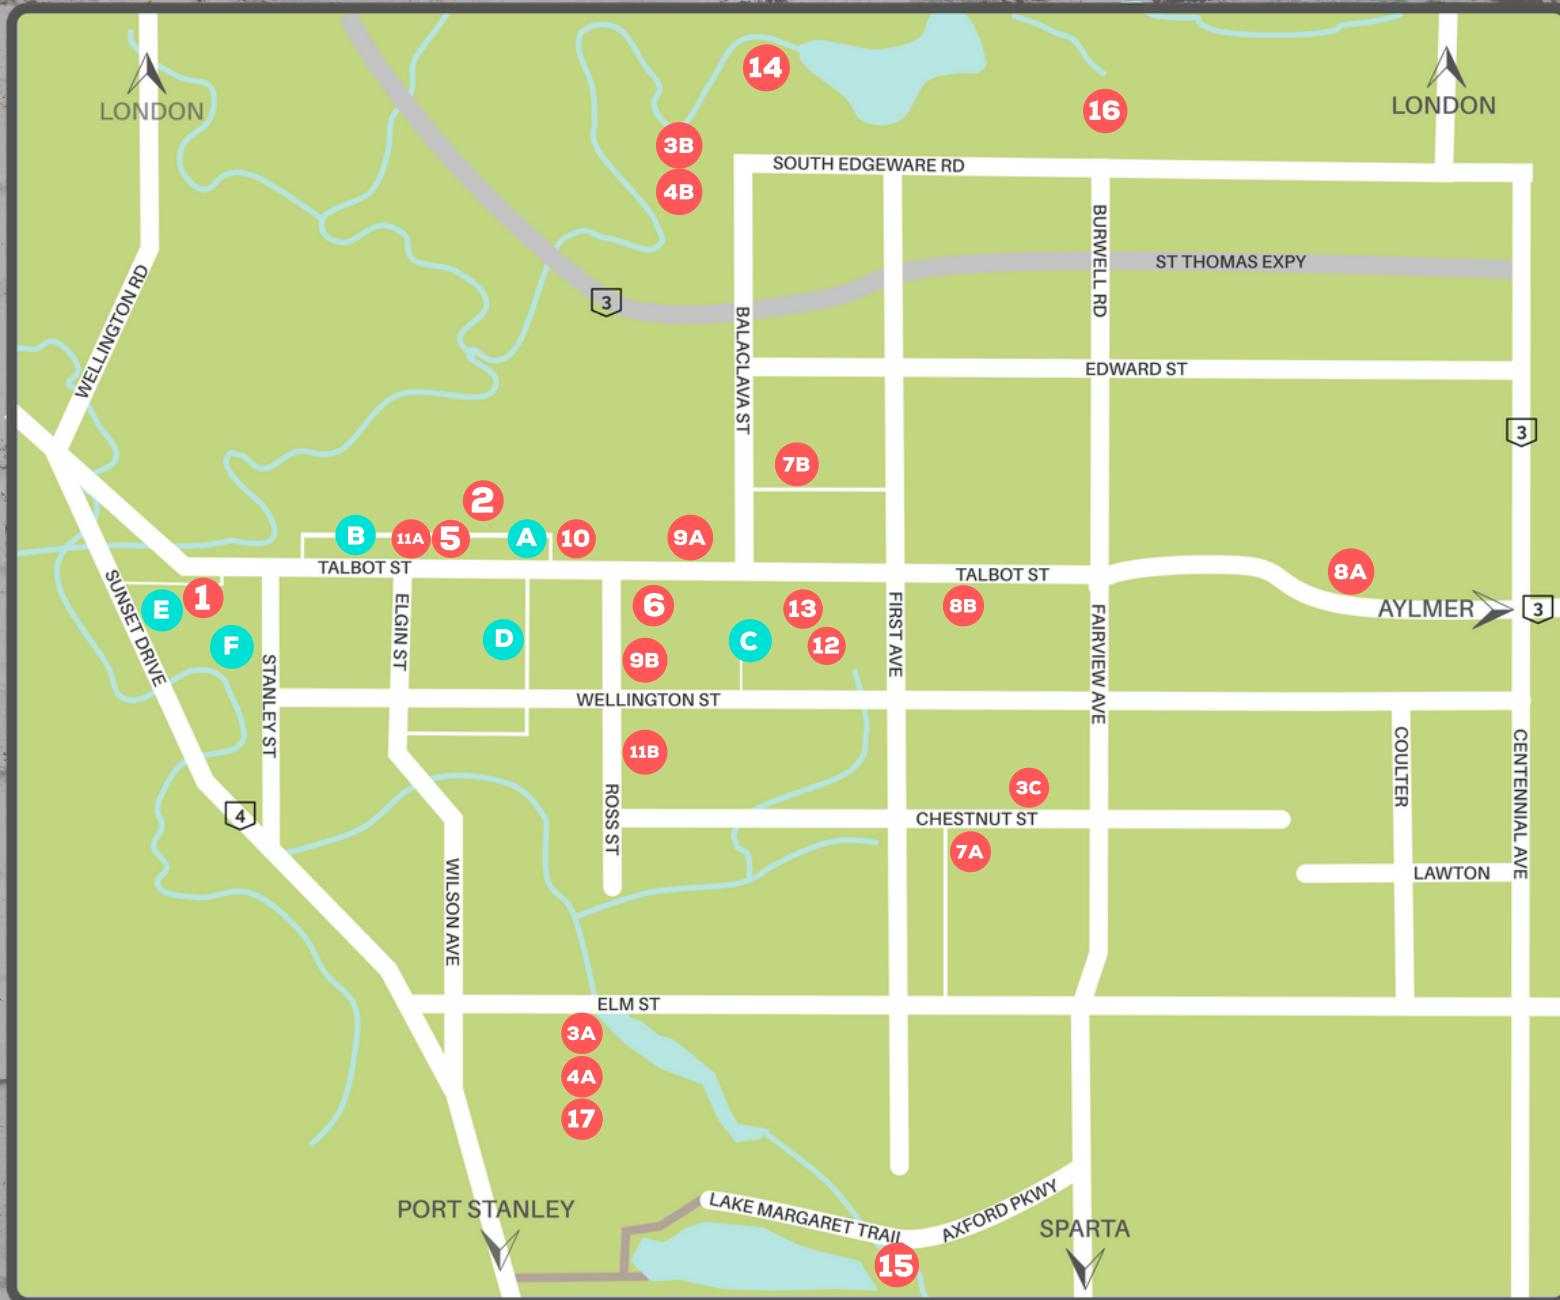 LONDON
LONDON
14
16
3B
4B
SOUTH EDGEWARE RD
BURWELL RD
ST THOMAS EXPY
WELLINGTON RD
3
BALACLAVA ST
EDWARD ST
3
7B
2
B
11A
5
A
10
9A
TALBOT ST
TALBOT ST
8A
SUNSET DRIVE
E
1
F
ELGIN ST
D
6
9B
C
13
12
FIRST AVE
8B
FAIRVIEW AVE
AYLMER
3
STANLEY ST
WELLINGTON ST
11B
COULTER
CENTENNIAL AVE
4
ROSS ST
3C
CHESTNUT ST
7A
LAWTON
WILSON AVE
ELM ST
3A
4A
17
PORT STANLEY
LAKE MARGARET TRAIL
AXFORD PKWY
SPARTA
15